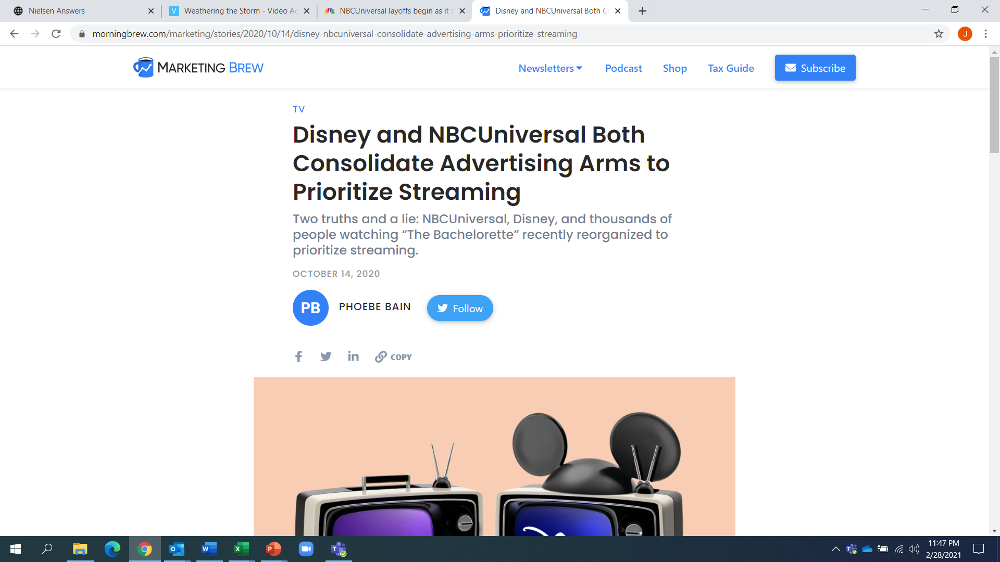 Nielsen Answers
Weathering the Storm - Video Ad
NBCUniversal layoffs begin as it s
Disney and NBCUniversal Both Co
morningbrew.com/marketing/stories/2020/10/14/disney-nbcuniversal-consolidate-advertising-arms-prioritize-streaming
J
MARKETING BREW
Newsletters
Podcast
Shop
Tax Guide
Subscribe
TV
Disney and NBCUniversal Both
Consolidate Advertising Arms to
Prioritize Streaming
Two truths and a lie: NBCUniversal, Disney, and thousands of
people watching “The Bachelorette” recently reorganized to
prioritize streaming.
OCTOBER 14, 2020
PB
PHOEBE BAIN
Follow
COPY
11:47 PM
2/28/2021